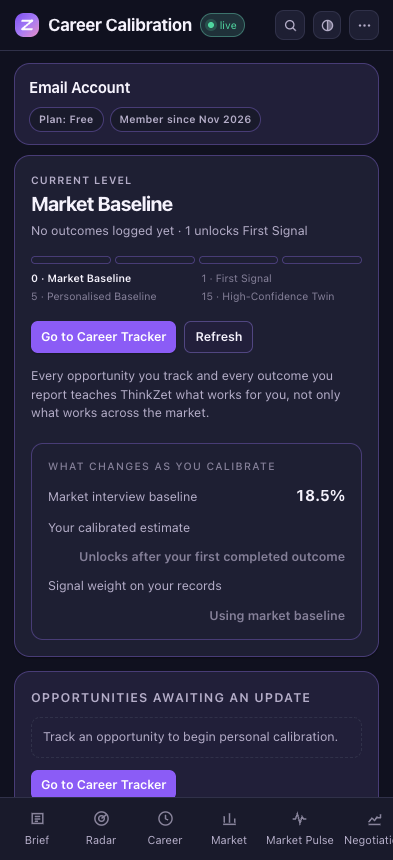 Z Career Calibration live
Email Account
Plan: Free Member since Nov 2026
CURRENT LEVEL
Market Baseline
No outcomes logged yet · 1 unlocks First Signal
0 · Market Baseline 1 · First Signal
5 · Personalised Baseline 15 · High-Confidence Twin
Go to Career Tracker Refresh
Every opportunity you track and every outcome you
report teaches ThinkZet what works for you, not only
what works across the market.
WHAT CHANGES AS YOU CALIBRATE
Market interview baseline 18.5%
Your calibrated estimate
Unlocks after your first completed outcome
Signal weight on your records
Using market baseline
OPPORTUNITIES AWAITING AN UPDATE
Track an opportunity to begin personal calibration.
Go to Career Tracker
Brief Radar Career Market Market Pulse Negotiati